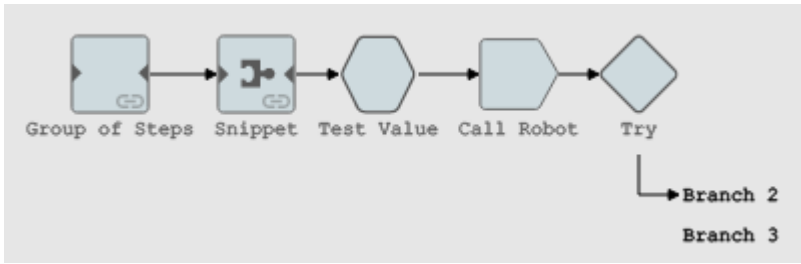 Group of Steps Snippet Test Value Call Robot Try
Branch 2
Branch 3